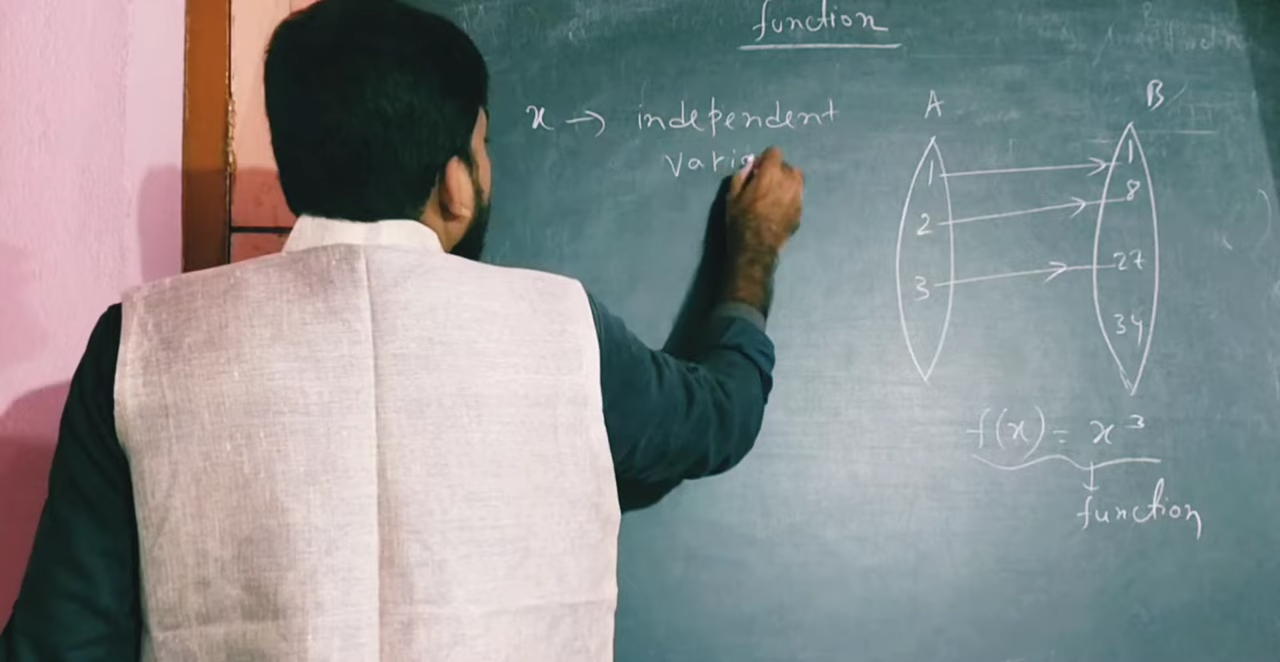 function
x → independent
varia
A
B
1
2
3
1
8
27
34
f(x) = x³
function